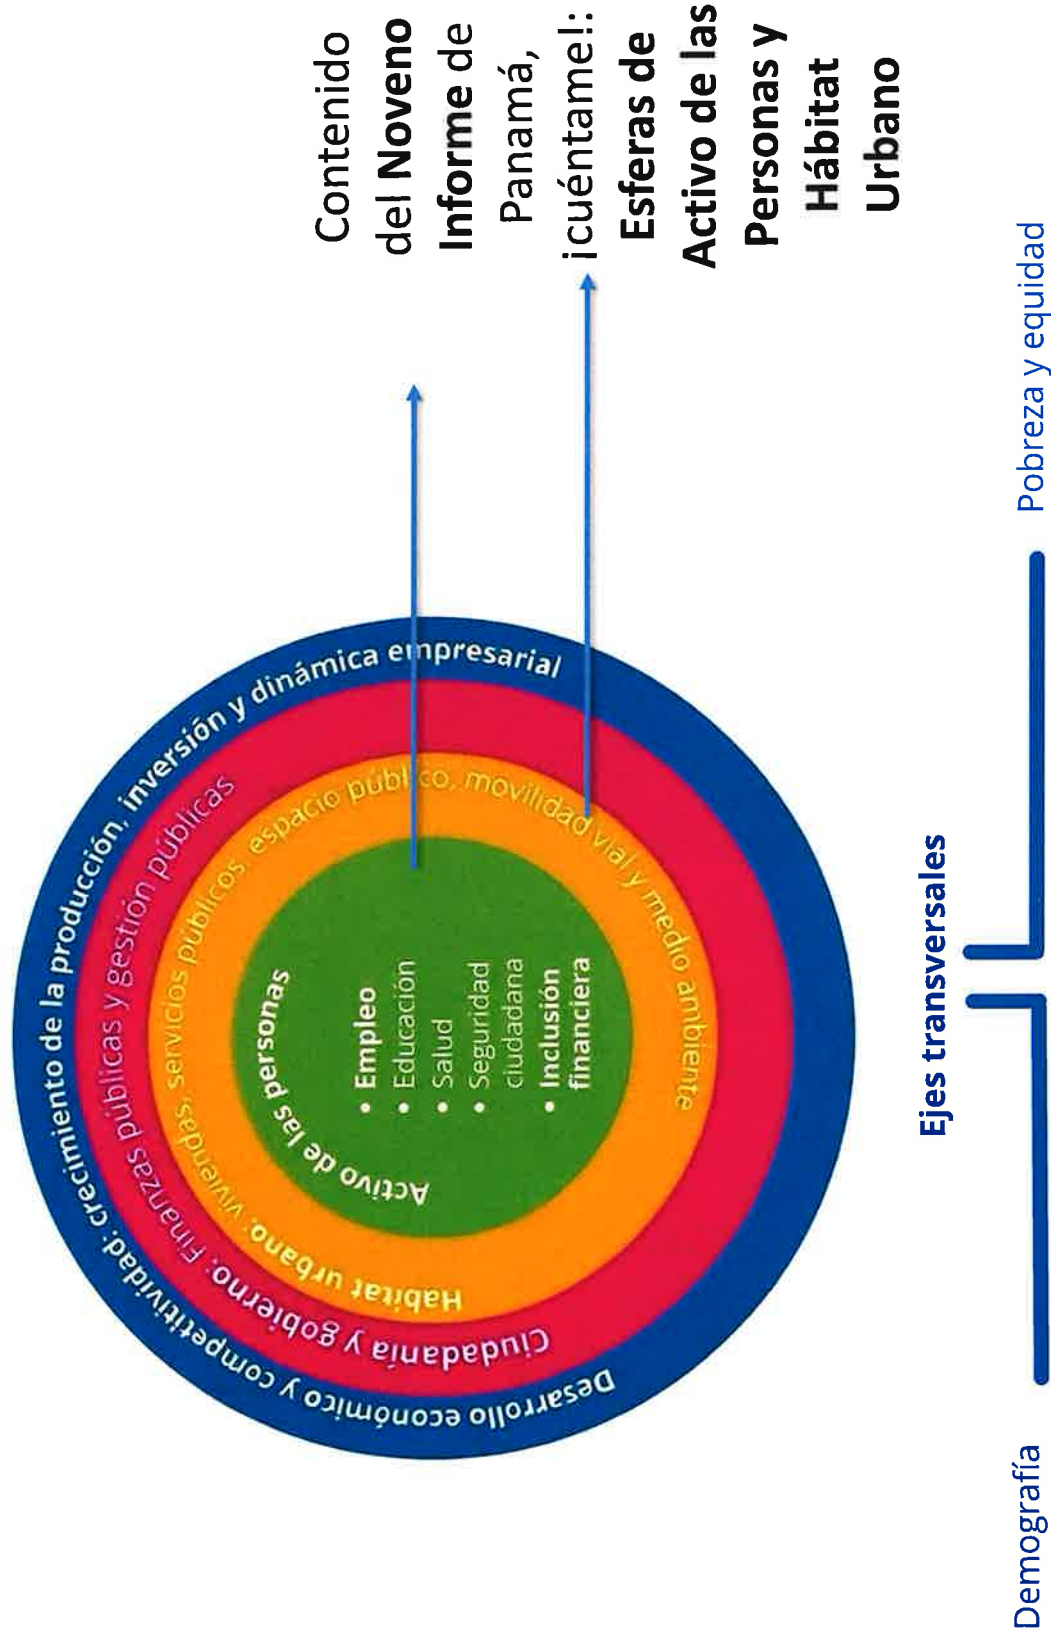 Desarrollo económico y competitividad: crecimiento de la producción, inversión y dinámica empresarial
Ciudadanía y gobierno: Finanzas públicas y gestión públicas
Hábitat urbano: viviendas, servicios públicos, espacio público, movilidad vial y medio ambiente
Activo de las personas
• Empleo
• Educación
• Salud
• Seguridad
ciudadana
• Inclusión
financiera
Contenido
del Noveno
Informe de
Panamá,
¡cuéntame!:
Esferas de
Activo de las
Personas y
Hábitat
Urbano
Ejes transversales
Demografía
Pobreza y equidad